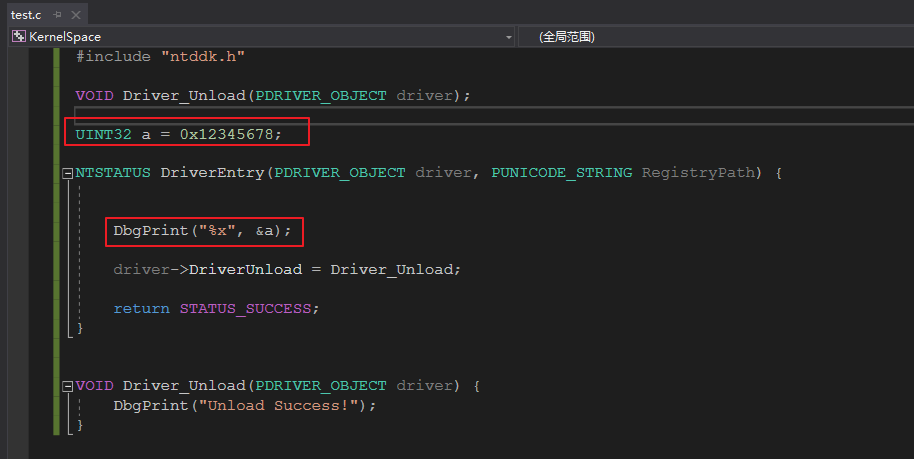 test.c
KernelSpace
(全局范围)
#include "ntddk.h"
VOID Driver_Unload(PDRIVER_OBJECT driver);
UINT32 a = 0x12345678;
NTSTATUS DriverEntry(PDRIVER_OBJECT driver, PUNICODE_STRING RegistryPath) {
DbgPrint("%x", &a);
driver->DriverUnload = Driver_Unload;
return STATUS_SUCCESS;
}
VOID Driver_Unload(PDRIVER_OBJECT driver) {
DbgPrint("Unload Success!");
}